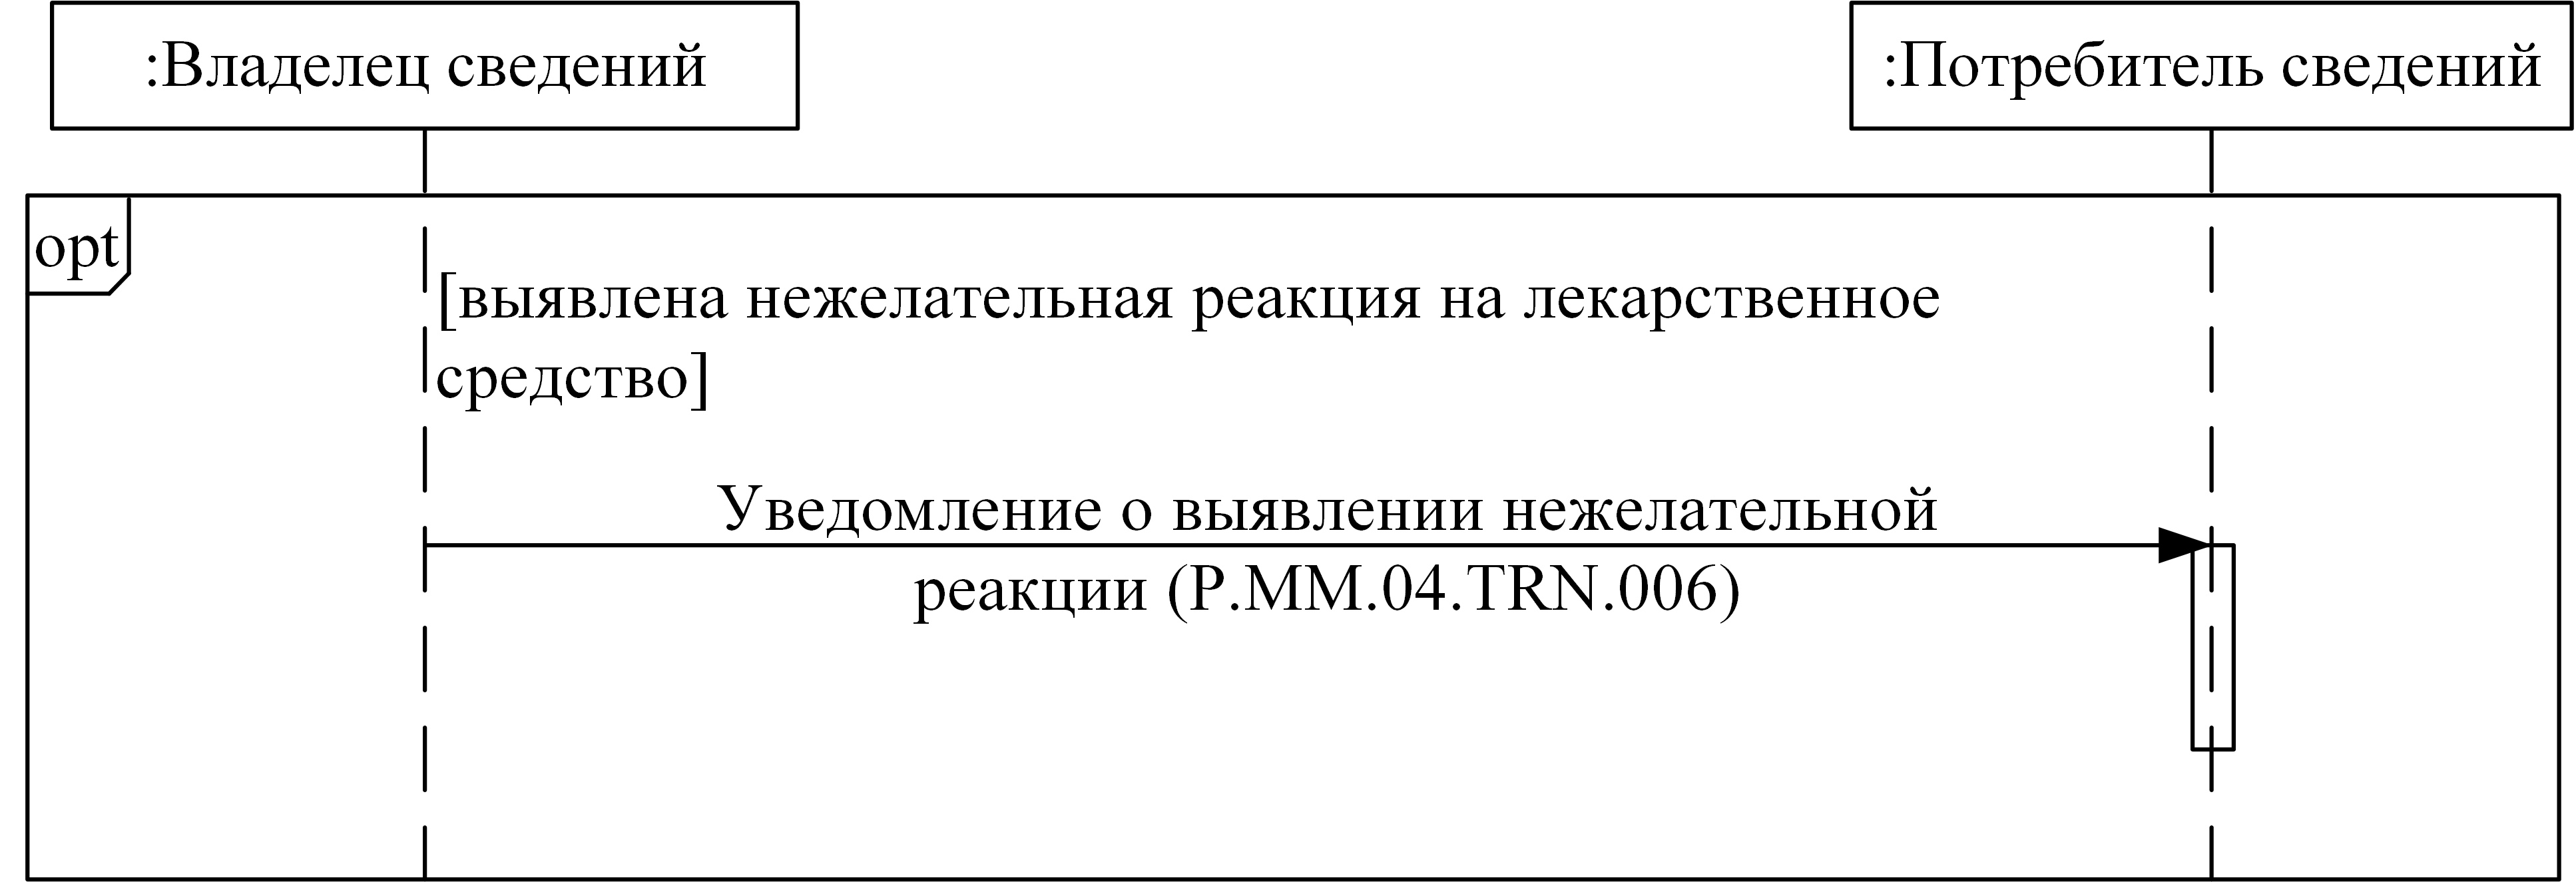 :Владелец сведений
:Потребитель сведений
opt
[выявлена нежелательная реакция на лекарственное
средство]
Уведомление о выявлении нежелательной
реакции (P.MM.04.TRN.006)